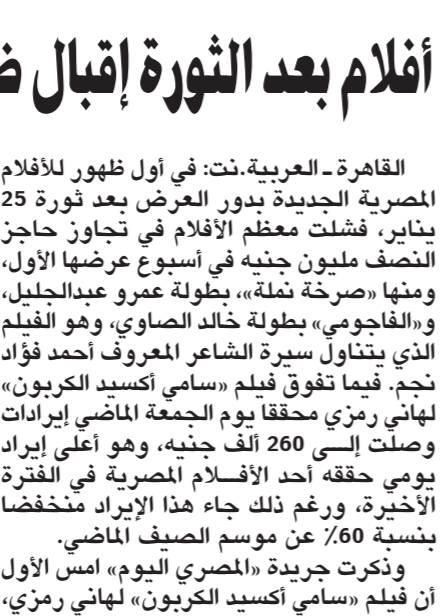 أفلام بعد الثورة إقبال
القاهرة ـ العربية.نت: في أول ظهور للأفلام
المصرية الجديدة بدور العرض بعد ثورة 25
يناير، فشلت معظم الأفلام في تجاوز حاجز
النصف مليون جنيه في أسبوع عرضها الأول،
ومنها «صرخة نملة»، بطولة عمرو عبدالجليل،
و«الفاجومي» بطولة خالد الصاوي، وهو الفيلم
الذي يتناول سيرة الشاعر المعروف أحمد فؤاد
نجم. فيما تفوق فيلم «سامي أكسيد الكربون»
لهاني رمزي محققا يوم الجمعة الماضي إيرادات
وصلت إلــى 260 ألف جنيه، وهو أعلى إيراد
يومي حققه أحد الأفــلام المصرية في الفترة
الأخيرة، ورغم ذلك جاء هذا الإيراد منخفضا
بنسبة 60٪ عن موسم الصيف الماضي.
وذكرت جريدة «المصري اليوم» امس الأول
أن فيلم «سامي أكسيد الكربون» لهاني رمزي،